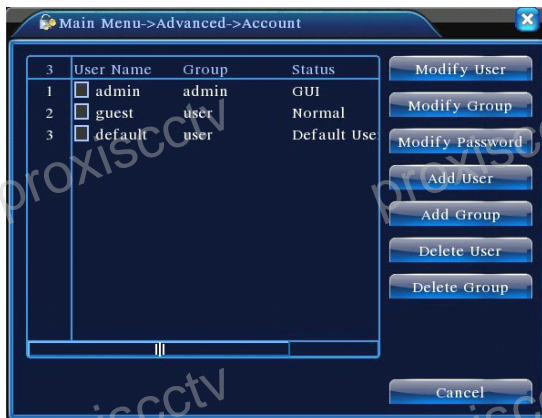 Main Menu->Advanced->Account
3 User Name Group Status
1 admin admin GUI
2 guest user Normal
3 default user Default Use
Modify User
Modify Group
Modify Password
Add User
Add Group
Delete User
Delete Group
Cancel
proxiscctv